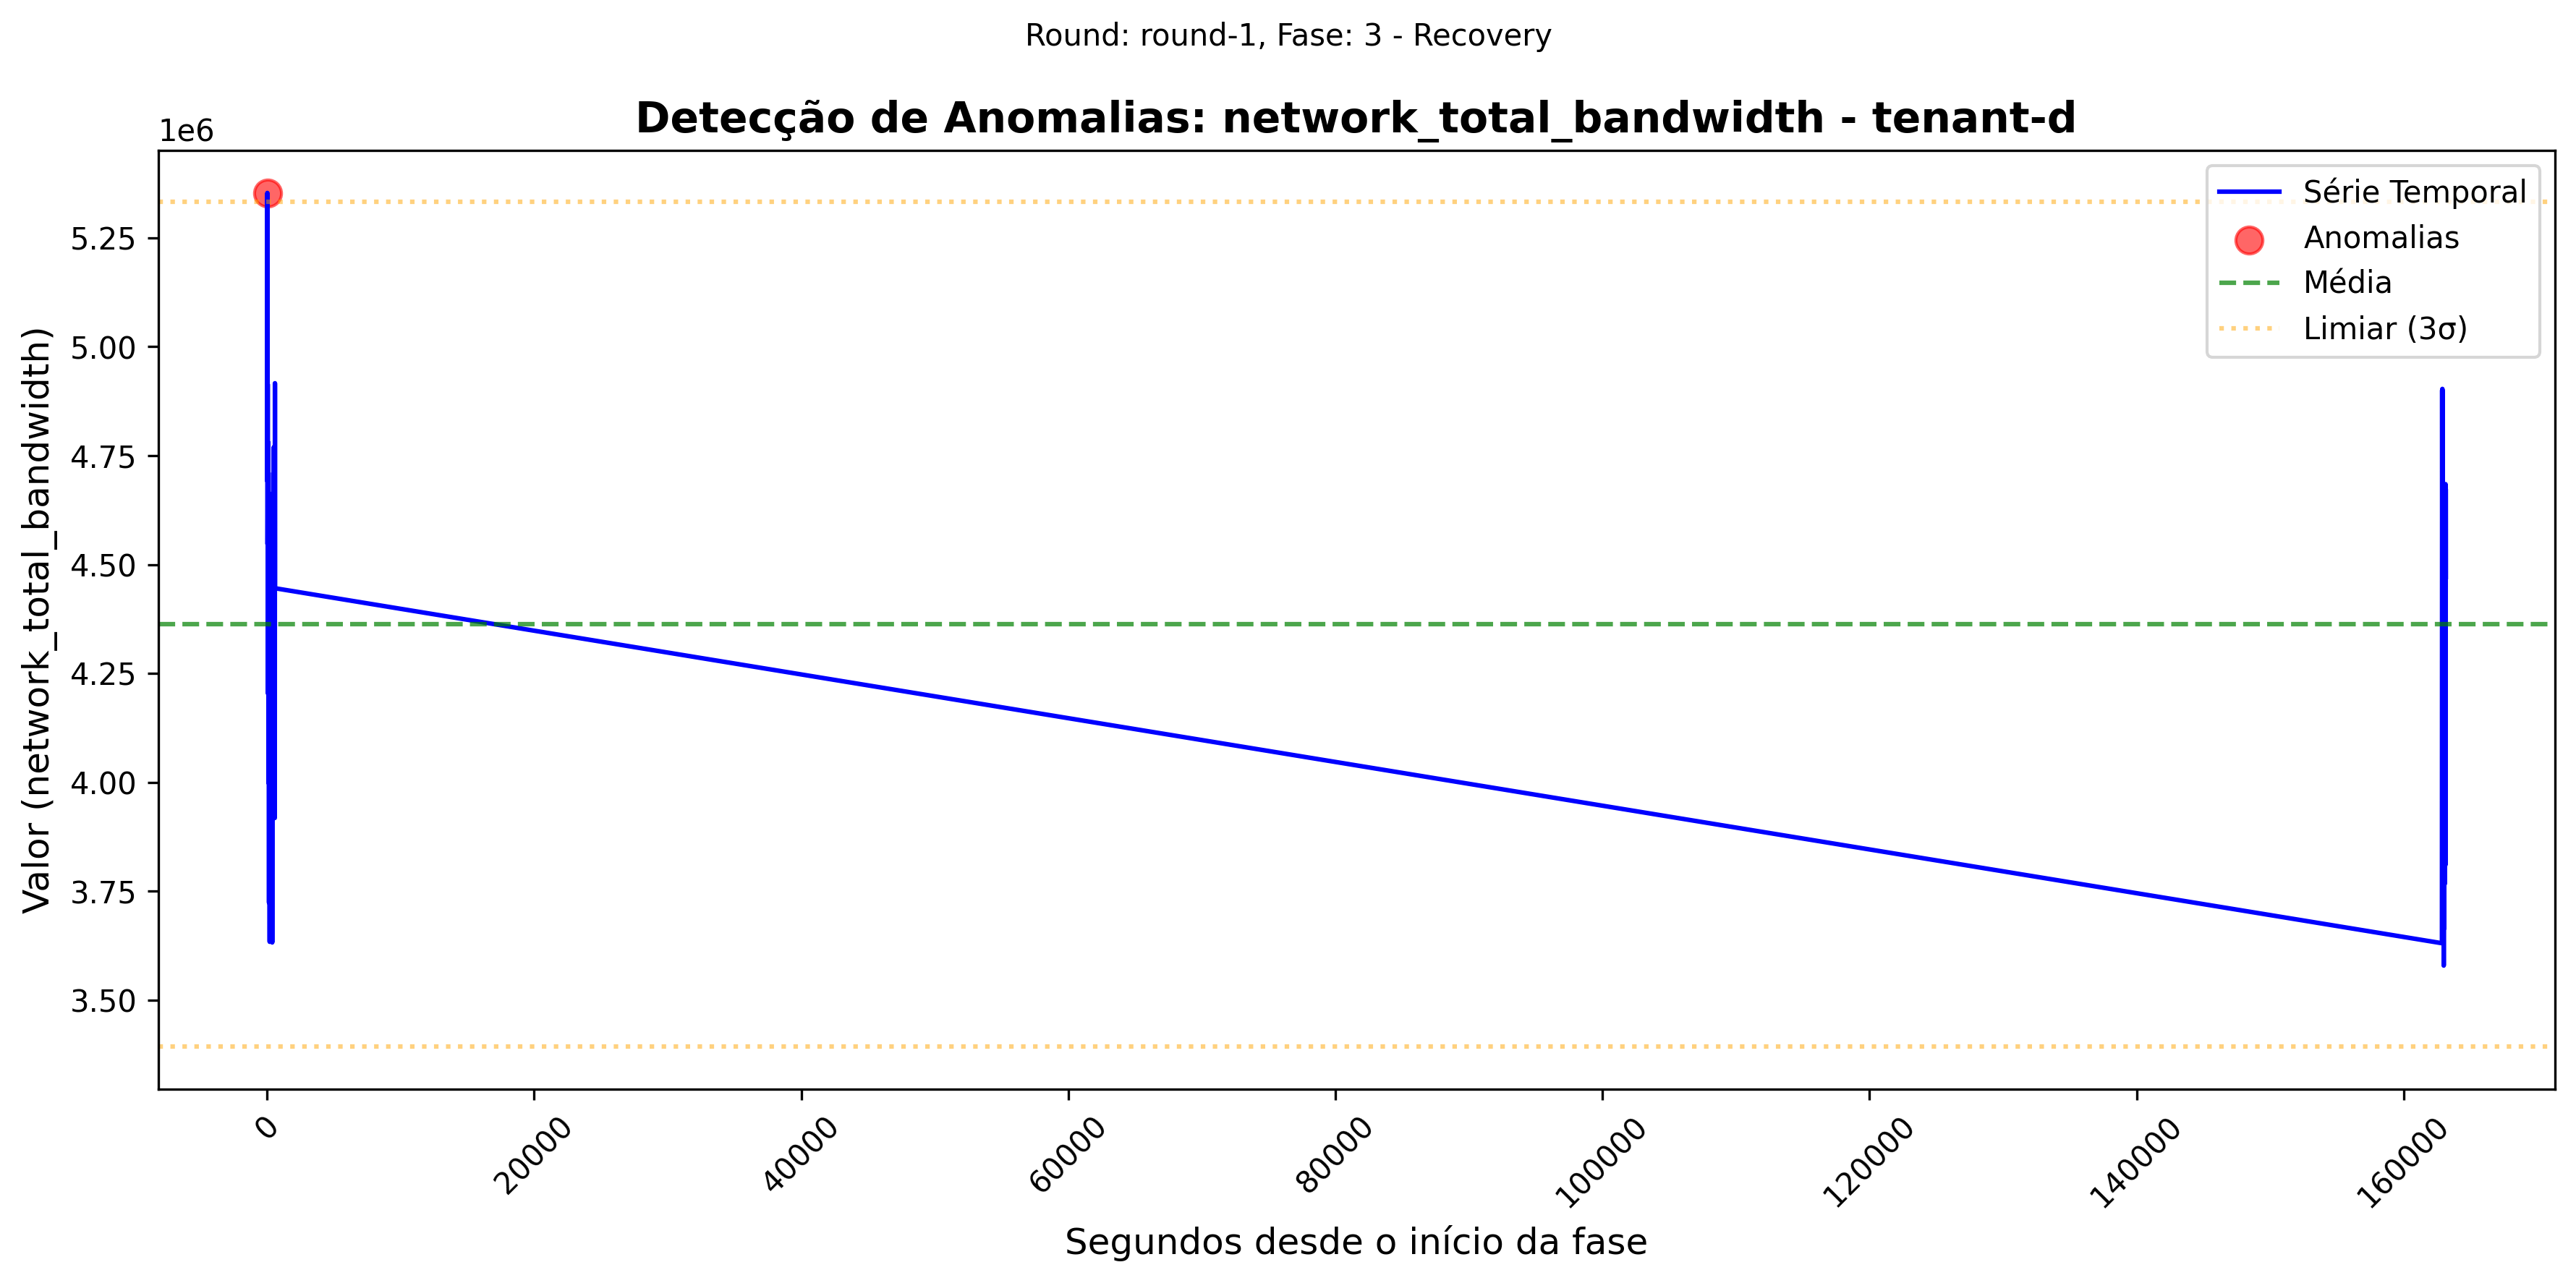 Round: round-1, Fase: 3 - Recovery
Detecção de Anomalias: network_total_bandwidth - tenant-d
1e6
Série Temporal
Anomalias
Média
Limiar (3σ)
Valor (network_total_bandwidth)
5.25
5.00
4.75
4.50
4.25
4.00
3.75
3.50
0
20000
40000
60000
80000
100000
120000
140000
160000
Segundos desde o início da fase